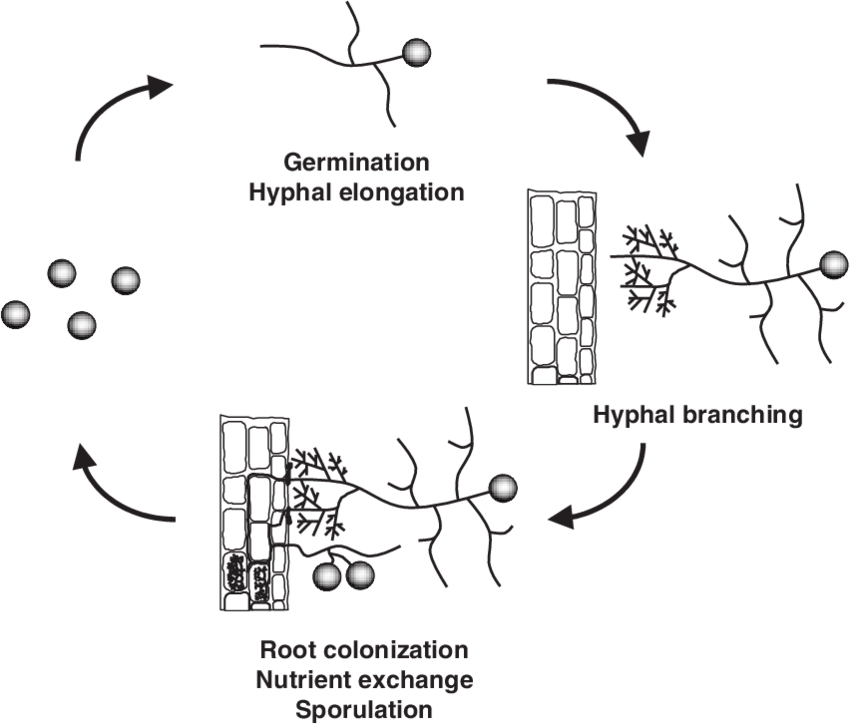 Germination
Hyphal elongation
Hyphal branching
Root colonization
Nutrient exchange
Sporulation